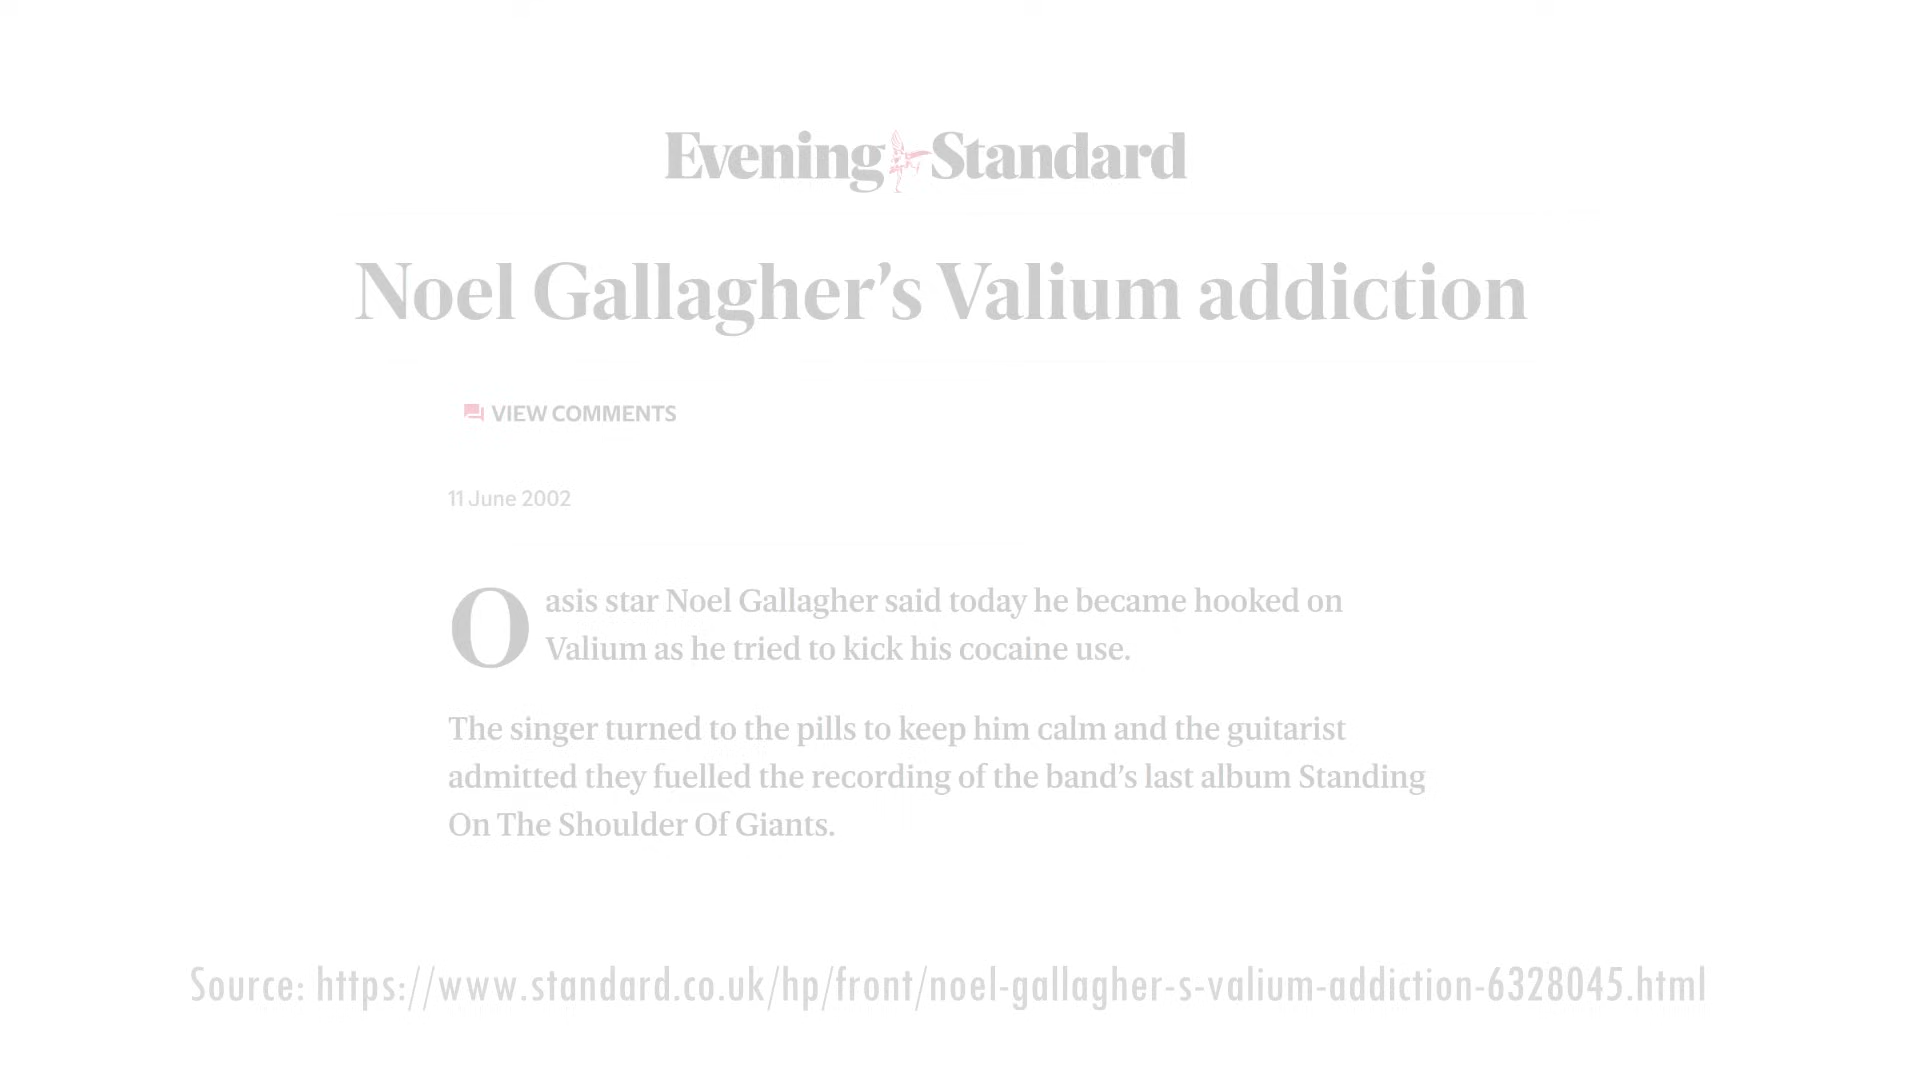 Evening Standard
Noel Gallagher’s Valium addiction
VIEW COMMENTS
11 June 2002
Oasis star Noel Gallagher said today he became hooked on
Valium as he tried to kick his cocaine use.
The singer turned to the pills to keep him calm and the guitarist
admitted they fuelled the recording of the band’s last album Standing
On The Shoulder Of Giants.
Source: https://www.standard.co.uk/hp/front/noel-gallagher-s-valium-addiction-6328045.html